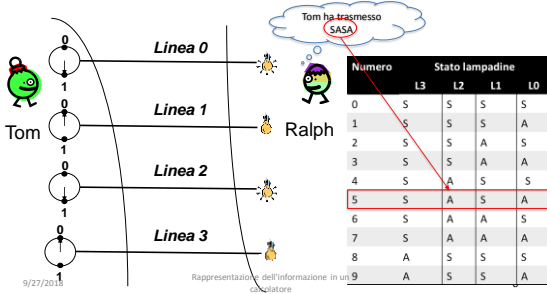 Tom ha trasmesso
SASA
0
1
Linea 0
0
1
Linea 1
Tom
Ralph
0
1
Linea 2
0
1
Linea 3
Numero Stato lampadine
L3 L2 L1 L0
0 S S S S
1 S S S A
2 S S A S
3 S S A A
4 S A S S
5 S A S A
6 S A A S
7 S A A A
8 A S S S
9 A S S A
9/27/2018
Rappresentazione dell'informazione in un
calcolatore